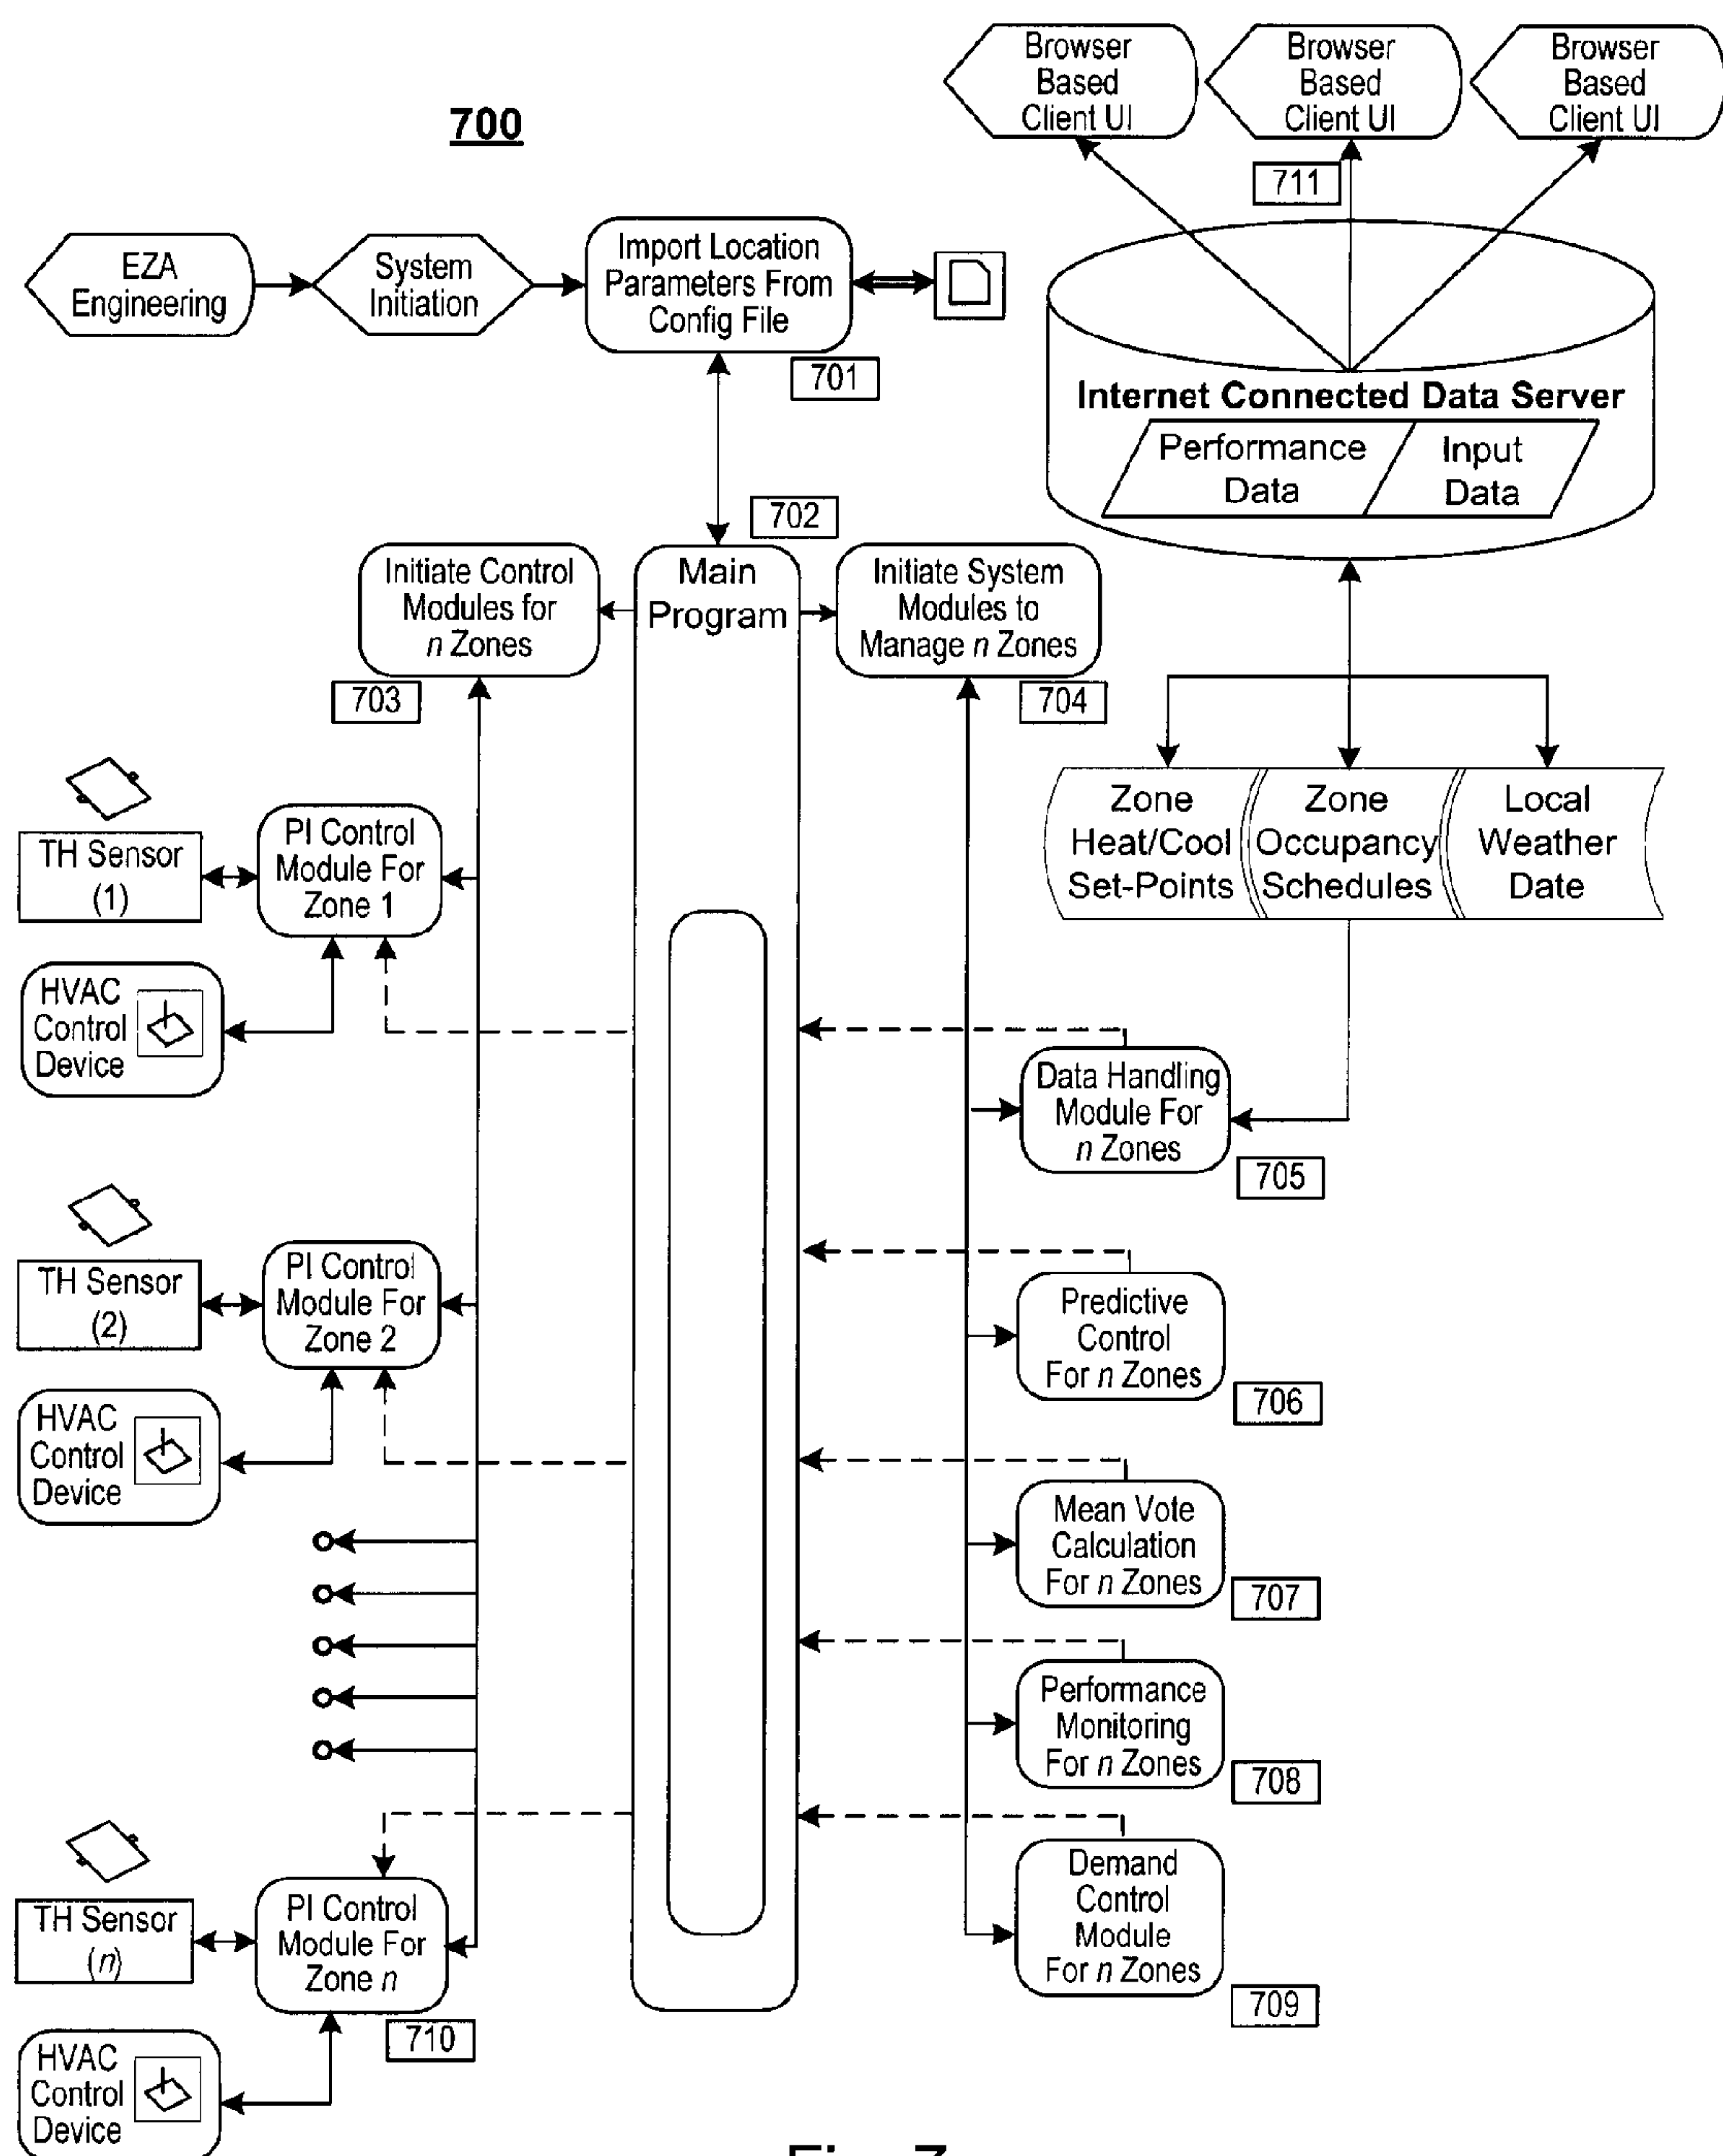 700
Browser
Based
Client UI
Browser
Based
Client UI
Browser
Based
Client UI
711
EZA
Engineering
System
Initiation
Import Location
Parameters From
Config File
701
Internet Connected Data Server
Performance
Data
Input
Data
702
Initiate Control
Modules for
n Zones
703
Main
Program
Initiate System
Modules to
Manage n Zones
704
Zone
Heat/Cool
Set-Points
Zone
Occupancy
Schedules
Local
Weather
Date
TH Sensor
(1)
PI Control
Module For
Zone 1
HVAC
Control
Device
Data Handling
Module For
n Zones
705
TH Sensor
(2)
PI Control
Module For
Zone 2
HVAC
Control
Device
Predictive
Control
For n Zones
706
Mean Vote
Calculation
For n Zones
707
Performance
Monitoring
For n Zones
708
TH Sensor
(n)
PI Control
Module For
Zone n
710
HVAC
Control
Device
Demand
Control
Module
For n Zones
709
Fig. 7